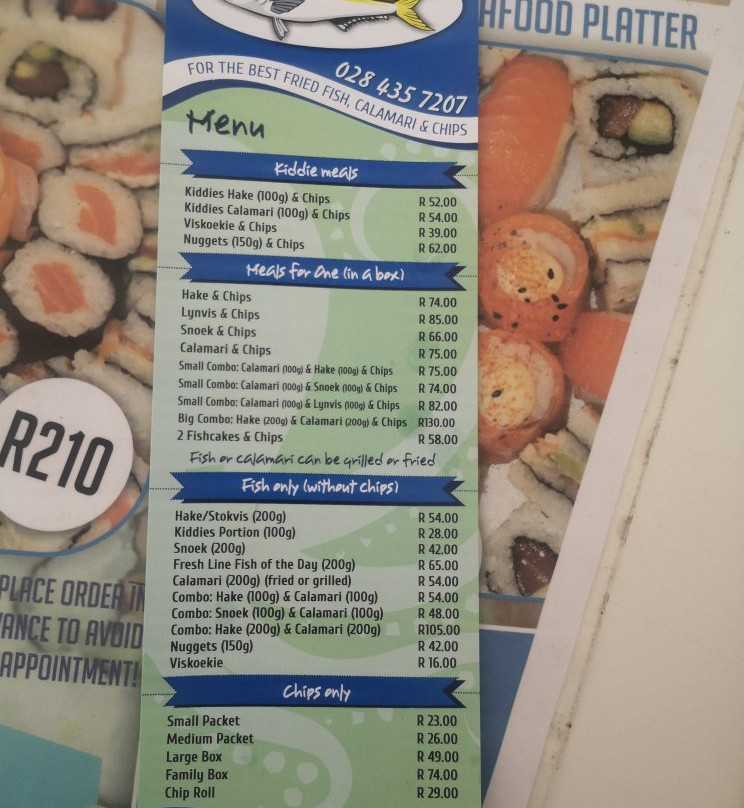 AFOOD PLATTER
028 435 7207
FOR THE BEST FRIED FISH, CALAMARI & CHIPS
Menu
Kiddie meals
Kiddies Hake (100g) & Chips R 52.00
Kiddies Calamari (100g) & Chips R 54.00
Viskoekie & Chips R 39.00
Nuggets (150g) & Chips R 62.00
Meals for One (in a box)
Hake & Chips R 74.00
Lynvis & Chips R 85.00
Snoek & Chips R 66.00
Calamari & Chips R 75.00
Small Combo: Calamari (100g) & Hake (100g) & Chips R 75.00
Small Combo: Calamari (100g) & Snoek (100g) & Chips R 74.00
Small Combo: Calamari (100g) & Lynvis (100g) & Chips R 82.00
Big Combo: Hake (200g) & Calamari (200g) & Chips R130.00
2 Fishcakes & Chips R 58.00
Fish or calamari can be grilled or fried
Fish only (without chips)
Hake/Stokvis (200g) R 54.00
Kiddies Portion (100g) R 28.00
Snoek (200g) R 42.00
Fresh Line Fish of the Day (200g) R 65.00
Calamari (200g) (fried or grilled) R 54.00
Combo: Hake (100g) & Calamari (100g) R 54.00
Combo: Snoek (100g) & Calamari (100g) R 48.00
Combo: Hake (200g) & Calamari (200g) R105.00
Nuggets (150g) R 42.00
Viskoekie R 16.00
Chips only
Small Packet R 23.00
Medium Packet R 26.00
Large Box R 49.00
Family Box R 74.00
Chip Roll R 29.00
R210
PLACE ORDER IN
ANCE TO AVOID
APPOINTMENT!